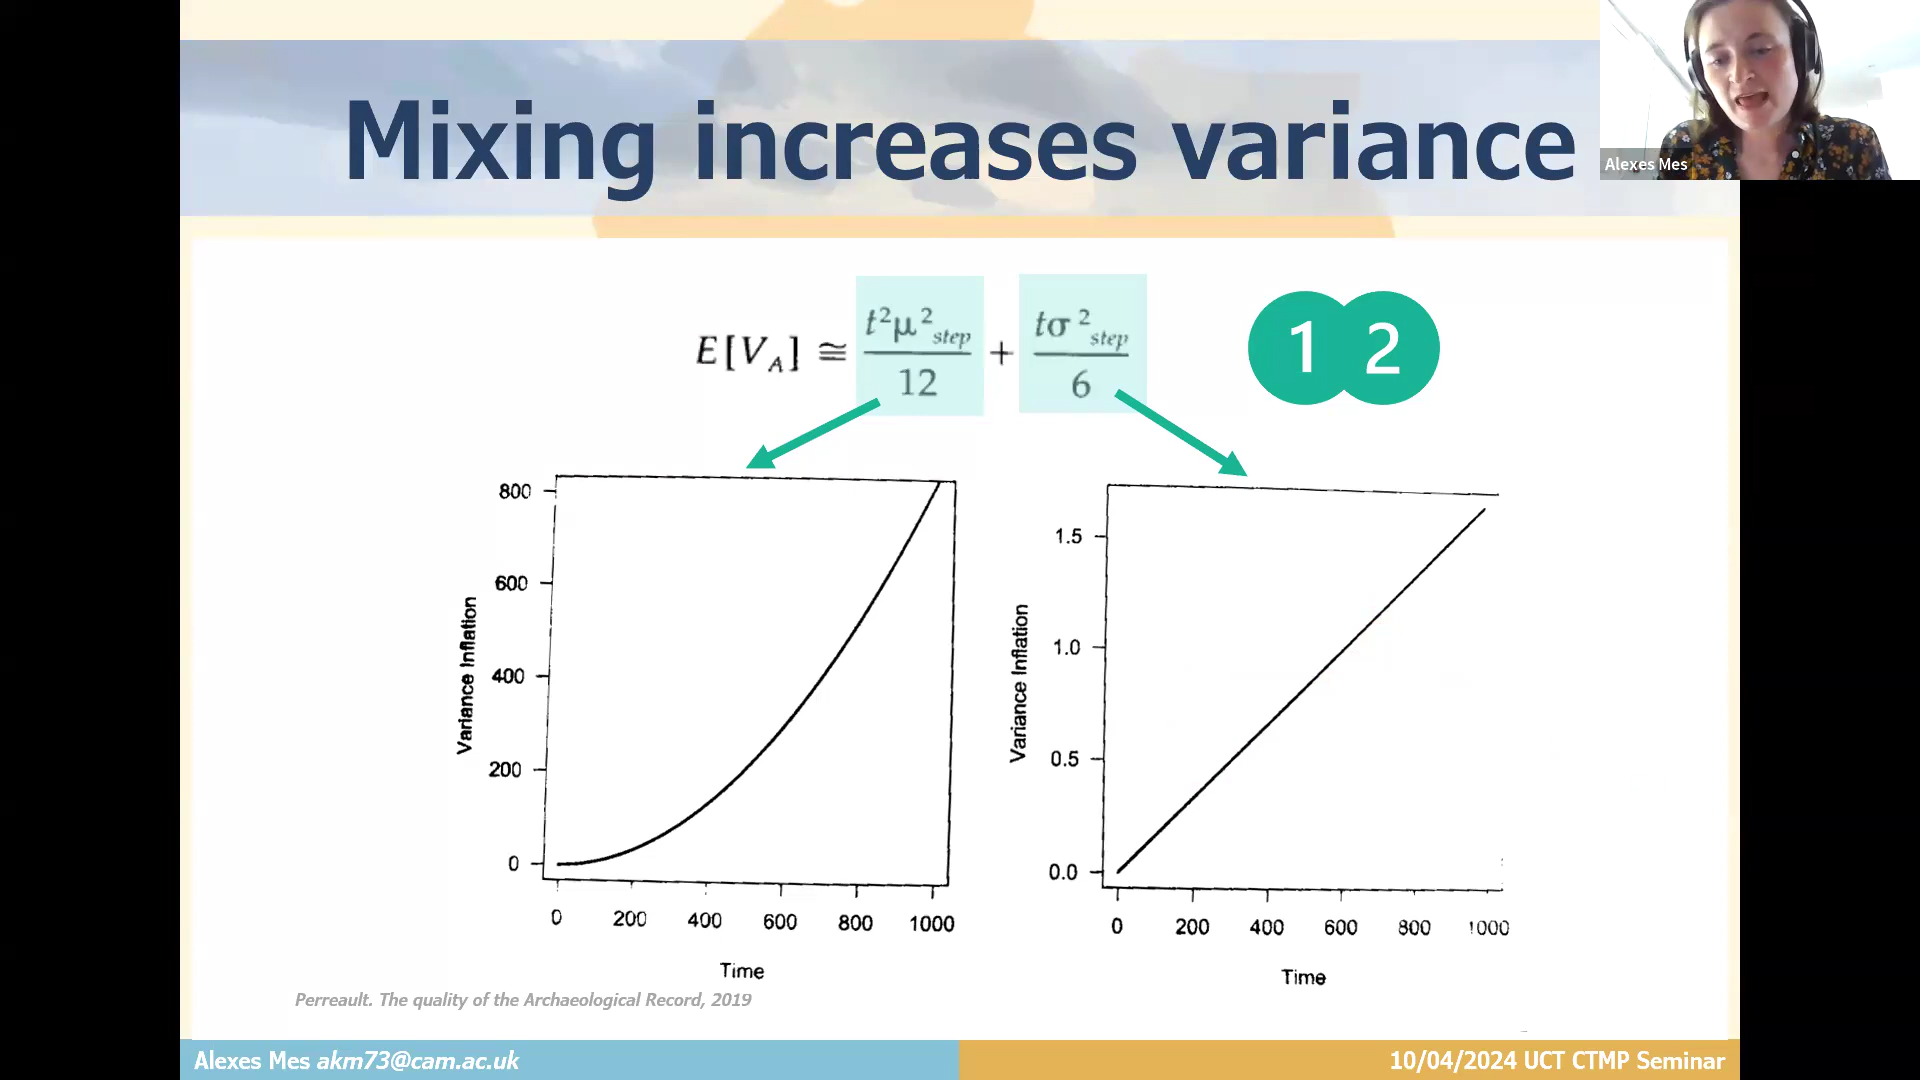 Mixing increases variance
Alexes Mes
E[V_A] ≅ t²μ²_step / 12 + tσ²_step / 6
1 2
800
600
400
200
0
Variance Inflation
0 200 400 600 800 1000
Time
1.5
1.0
0.5
0.0
Variance Inflation
0 200 400 600 800 1000
Time
Perreault. The quality of the Archaeological Record, 2019
Alexes Mes akm73@cam.ac.uk
10/04/2024 UCT CTMP Seminar